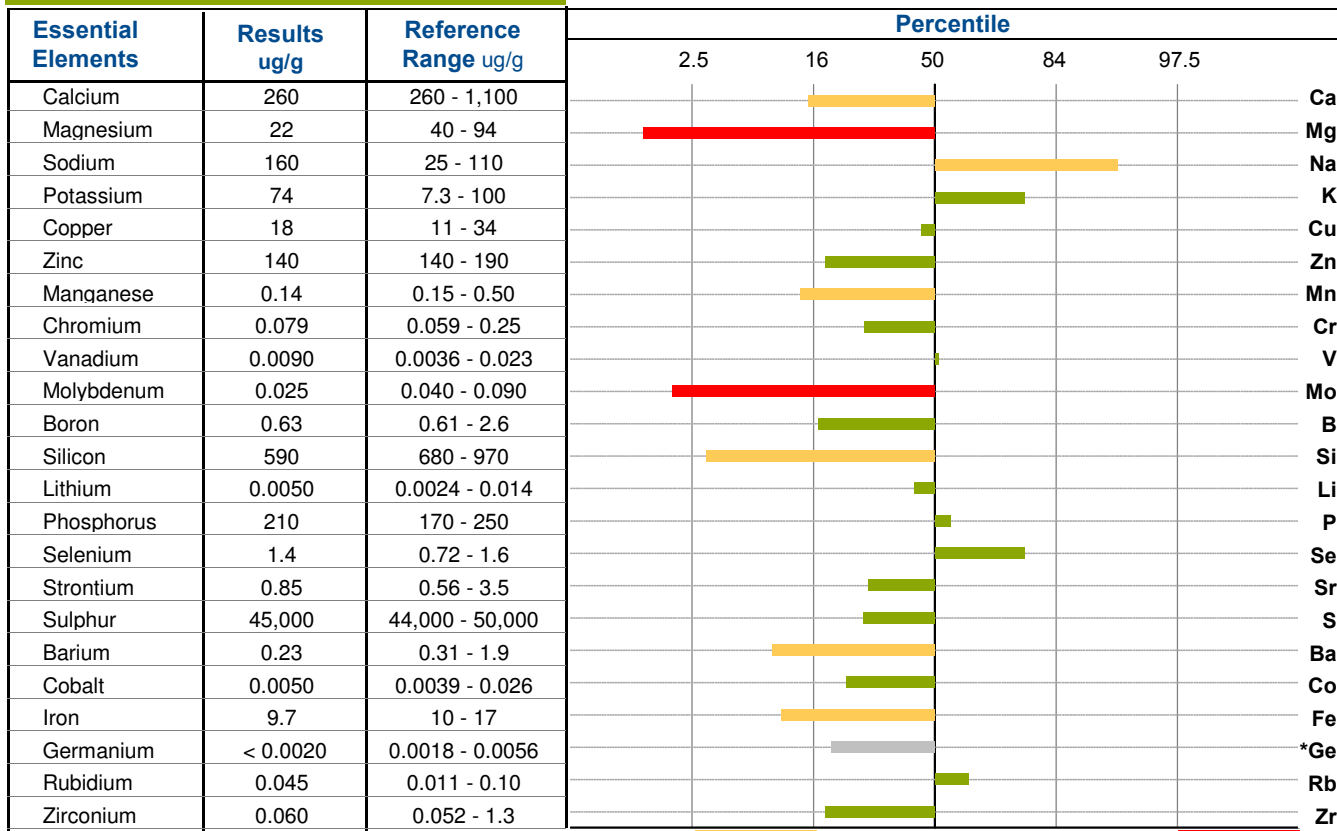 Essential Elements Results ug/g Reference Range ug/g Percentile
2.5 16 50 84 97.5
Calcium 260 260 - 1,100 Ca
Magnesium 22 40 - 94 Mg
Sodium 160 25 - 110 Na
Potassium 74 7.3 - 100 K
Copper 18 11 - 34 Cu
Zinc 140 140 - 190 Zn
Manganese 0.14 0.15 - 0.50 Mn
Chromium 0.079 0.059 - 0.25 Cr
Vanadium 0.0090 0.0036 - 0.023 V
Molybdenum 0.025 0.040 - 0.090 Mo
Boron 0.63 0.61 - 2.6 B
Silicon 590 680 - 970 Si
Lithium 0.0050 0.0024 - 0.014 Li
Phosphorus 210 170 - 250 P
Selenium 1.4 0.72 - 1.6 Se
Strontium 0.85 0.56 - 3.5 Sr
Sulphur 45,000 44,000 - 50,000 S
Barium 0.23 0.31 - 1.9 Ba
Cobalt 0.0050 0.0039 - 0.026 Co
Iron 9.7 10 - 17 Fe
Germanium < 0.0020 0.0018 - 0.0056 *Ge
Rubidium 0.045 0.011 - 0.10 Rb
Zirconium 0.060 0.052 - 1.3 Zr